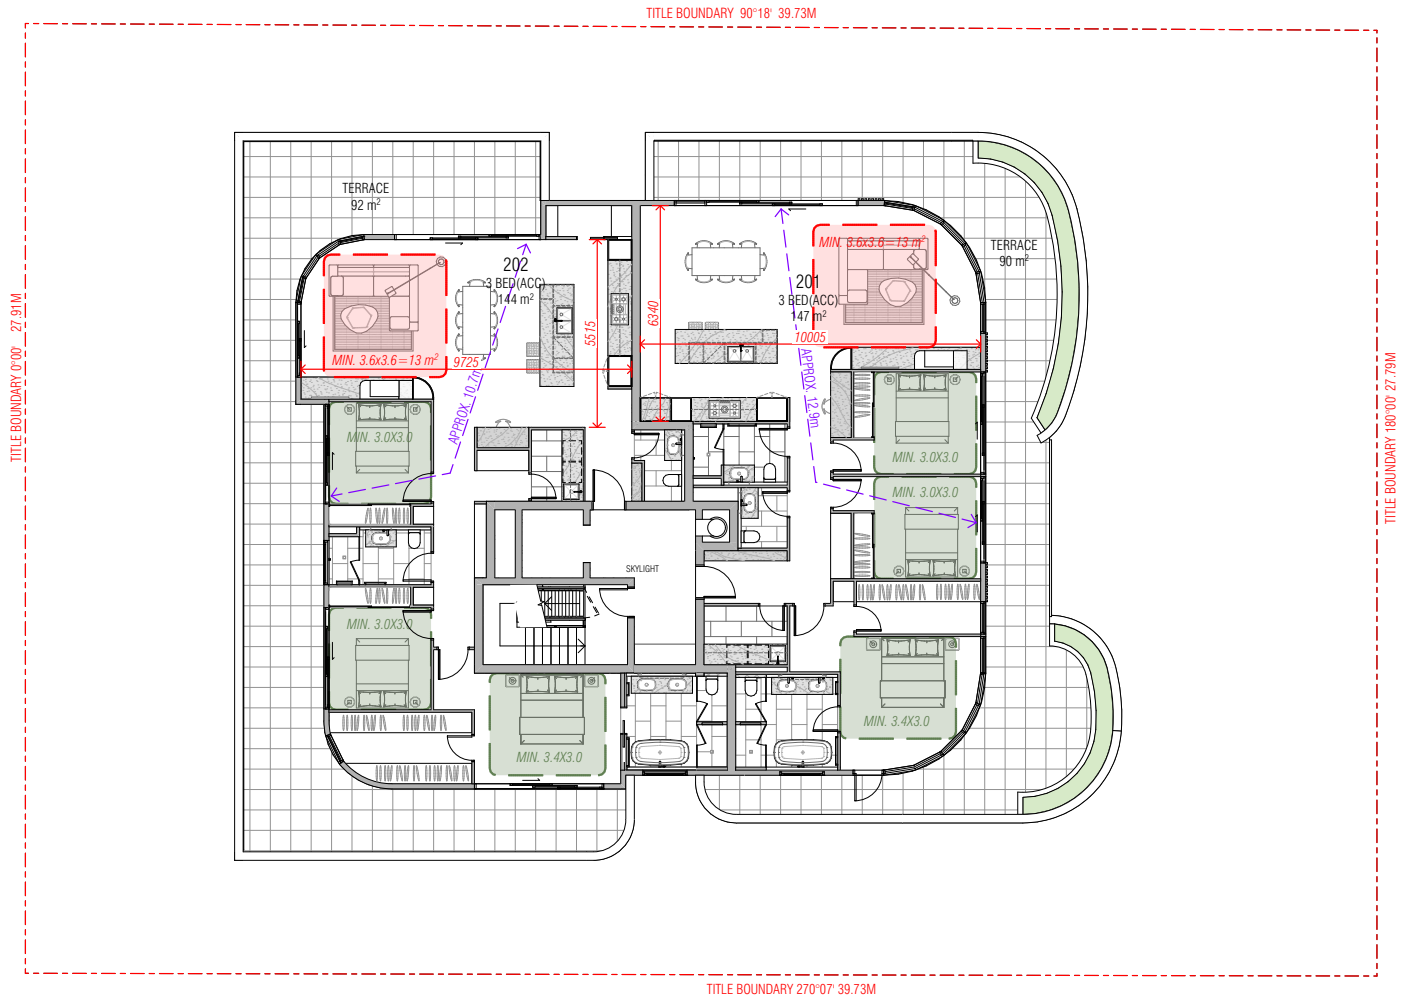 TITLE BOUNDARY 90°18' 39.73M
TITLE BOUNDARY 0°00' 27.91M
TITLE BOUNDARY 180°00' 27.79M
TERRACE
92 m²
202
3 BED(ACC)
144 m²
MIN. 3.6x3.6=13 m²
9725
5515
APPROX. 10.7m
6340
MIN. 3.6x3.6=13 m²
201
3 BED(ACC)
147 m²
10005
APPROX. 12.9m
TERRACE
90 m²
MIN. 3.0X3.0
MIN. 3.0X3.0
MIN. 3.0X3.0
SKYLIGHT
MIN. 3.0X3.0
MIN. 3.4X3.0
MIN. 3.4X3.0
TITLE BOUNDARY 270°07' 39.73M